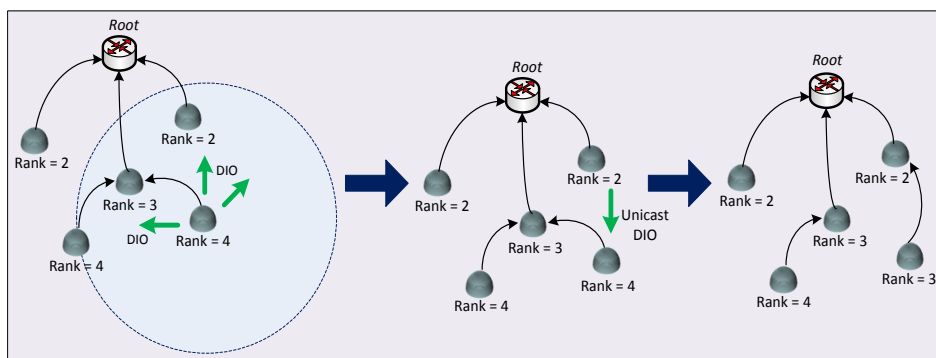 Root
Rank = 2
Rank = 2
DIO
Rank = 3
DIO
Rank = 4
Rank = 4
Root
Rank = 2
Rank = 2
Unicast
DIO
Rank = 3
Rank = 4
Rank = 4
Root
Rank = 2
Rank = 2
Rank = 3
Rank = 3
Rank = 4